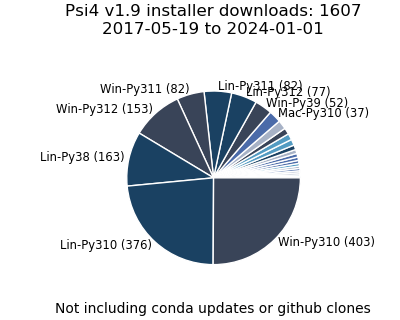 Psi4 v1.9 installer downloads: 1607
2017-05-19 to 2024-01-01
Lin-Py311 (82)
Win-Py311 (82)
Lin-Py312 (77)
Win-Py39 (52)
Win-Py312 (153)
Mac-Py310 (37)
Lin-Py38 (163)
Lin-Py310 (376)
Win-Py310 (403)
Not including conda updates or github clones